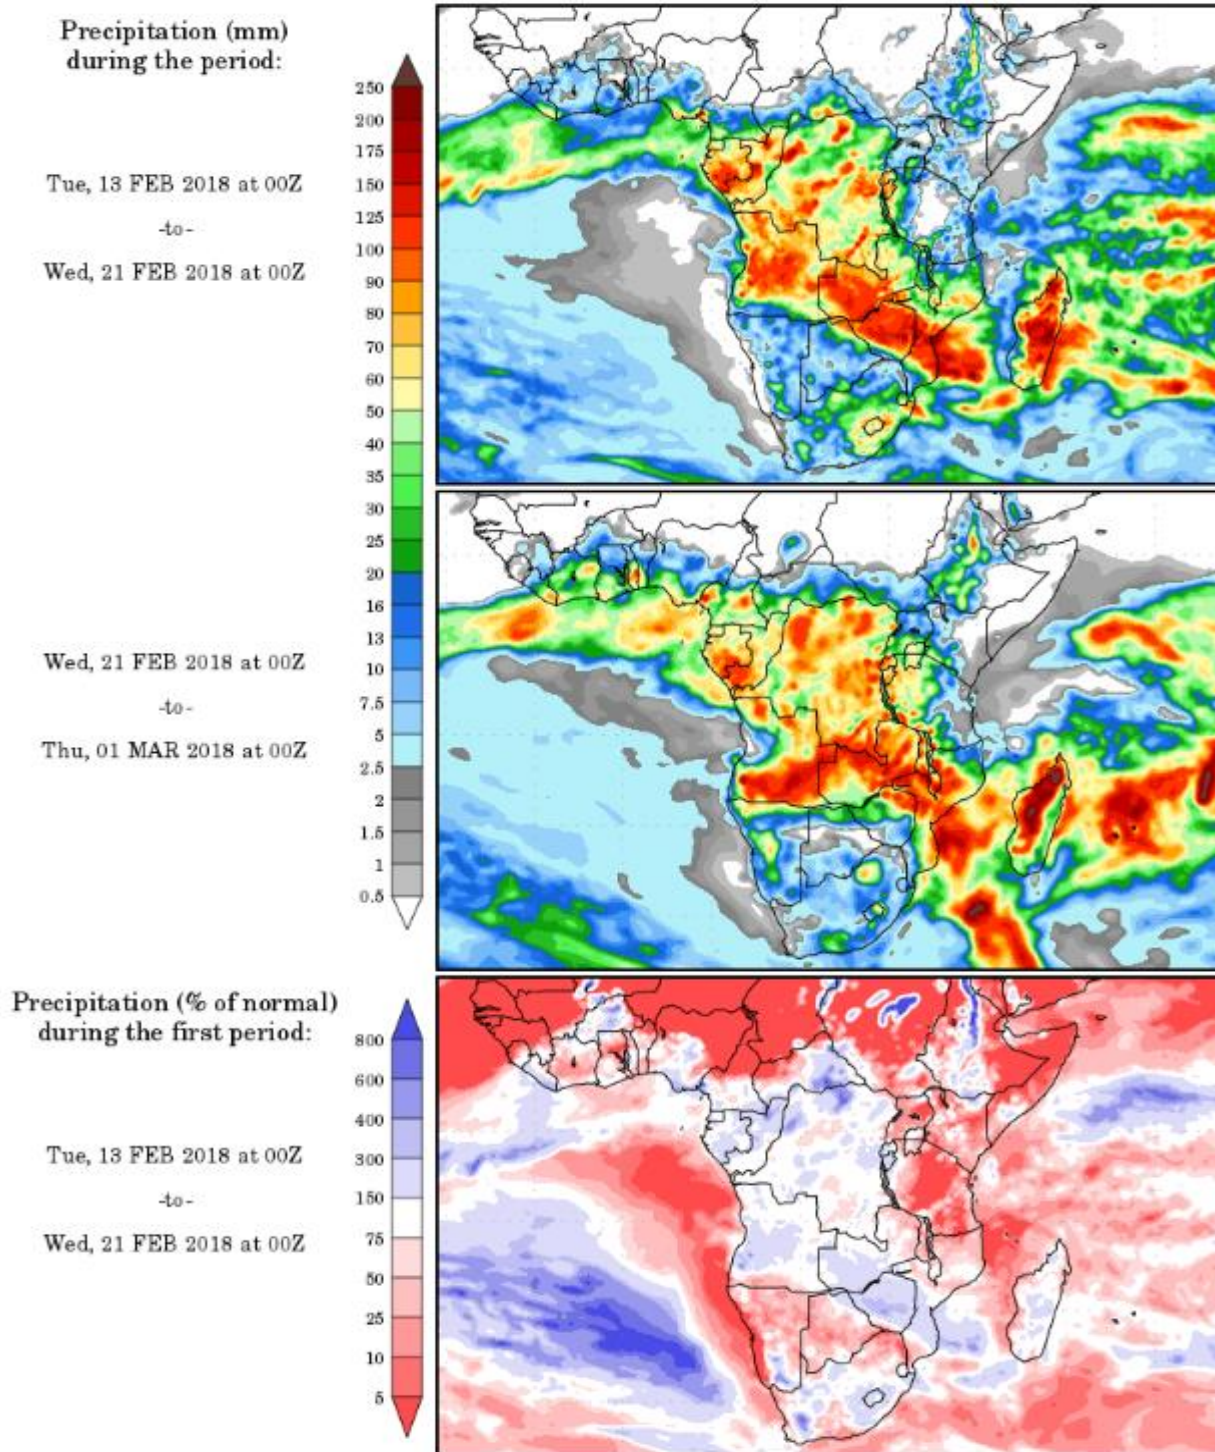 Precipitation (mm)
during the period:
Tue, 13 FEB 2018 at 00Z
-to-
Wed, 21 FEB 2018 at 00Z
Wed, 21 FEB 2018 at 00Z
-to-
Thu, 01 MAR 2018 at 00Z
250
200
175
150
125
100
90
80
70
60
50
40
35
30
25
20
16
13
10
7.5
5
2.5
2
1.5
1
0.5
Precipitation (% of normal)
during the first period:
Tue, 13 FEB 2018 at 00Z
-to-
Wed, 21 FEB 2018 at 00Z
800
600
400
300
150
75
50
25
10
5